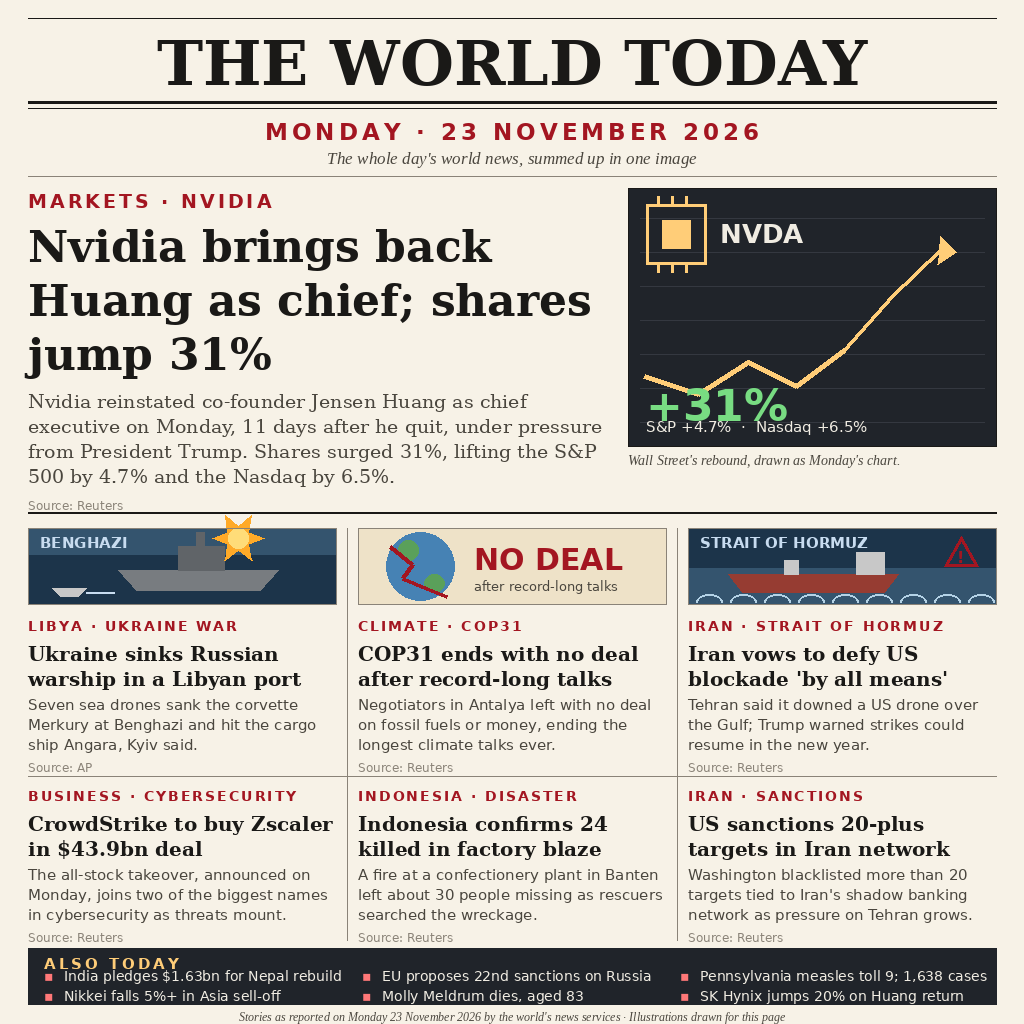 THE WORLD TODAY
MONDAY · 23 NOVEMBER 2026
The whole day's world news, summed up in one image
MARKETS · NVIDIA
Nvidia brings back
Huang as chief; shares
jump 31%
Nvidia reinstated co-founder Jensen Huang as chief
executive on Monday, 11 days after he quit, under pressure
from President Trump. Shares surged 31%, lifting the S&P
500 by 4.7% and the Nasdaq by 6.5%.
Source: Reuters
NVDA
+31%
S&P +4.7% · Nasdaq +6.5%
Wall Street's rebound, drawn as Monday's chart.
BENGHAZI
LIBYA · UKRAINE WAR
Ukraine sinks Russian
warship in a Libyan port
Seven sea drones sank the corvette
Merkury at Benghazi and hit the cargo
ship Angara, Kyiv said.
Source: AP
NO DEAL
after record-long talks
CLIMATE · COP31
COP31 ends with no deal
after record-long talks
Negotiators in Antalya left with no deal
on fossil fuels or money, ending the
longest climate talks ever.
Source: Reuters
STRAIT OF HORMUZ
!
IRAN · STRAIT OF HORMUZ
Iran vows to defy US
blockade 'by all means'
Tehran said it downed a US drone over
the Gulf; Trump warned strikes could
resume in the new year.
Source: Reuters
BUSINESS · CYBERSECURITY
CrowdStrike to buy Zscaler
in $43.9bn deal
The all-stock takeover, announced on
Monday, joins two of the biggest names
in cybersecurity as threats mount.
Source: Reuters
INDONESIA · DISASTER
Indonesia confirms 24
killed in factory blaze
A fire at a confectionery plant in Banten
left about 30 people missing as rescuers
searched the wreckage.
Source: Reuters
IRAN · SANCTIONS
US sanctions 20-plus
targets in Iran network
Washington blacklisted more than 20
targets tied to Iran's shadow banking
network as pressure on Tehran grows.
Source: Reuters
ALSO TODAY
India pledges $1.63bn for Nepal rebuild
Nikkei falls 5%+ in Asia sell-off
EU proposes 22nd sanctions on Russia
Molly Meldrum dies, aged 83
Pennsylvania measles toll 9; 1,638 cases
SK Hynix jumps 20% on Huang return
Stories as reported on Monday 23 November 2026 by the world's news services · Illustrations drawn for this page